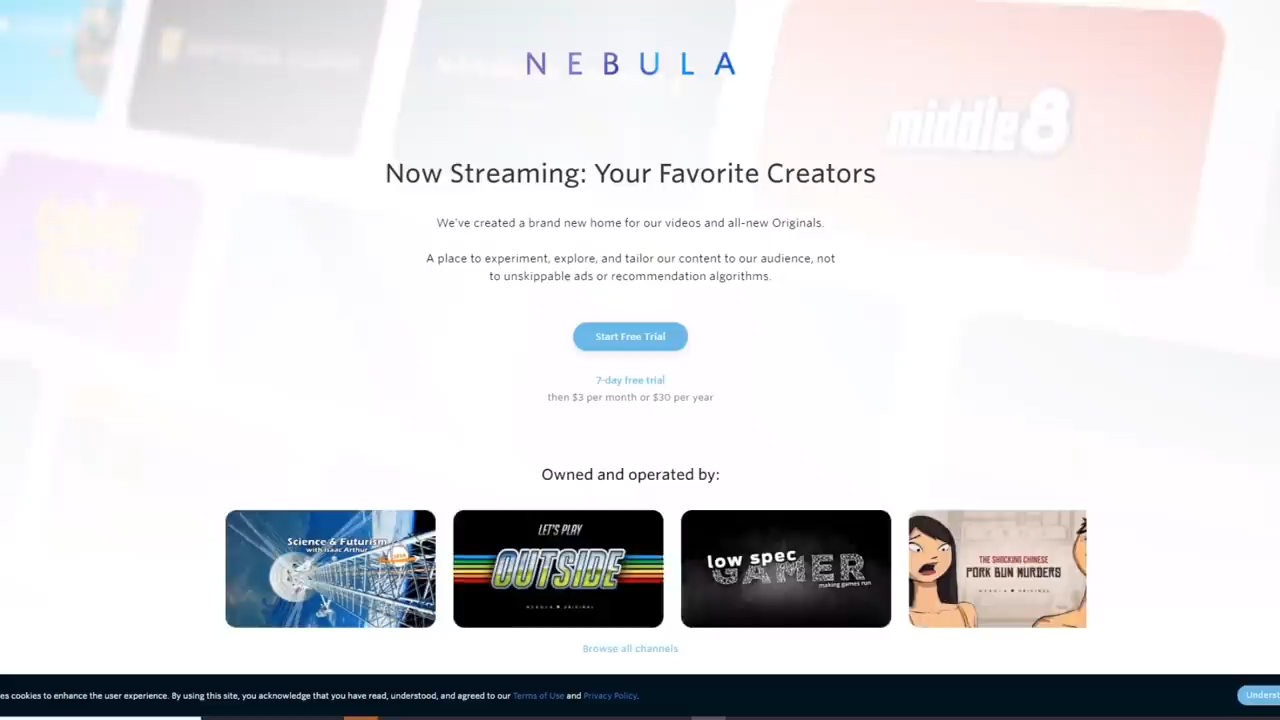 NEBULA
middle8
Now Streaming: Your Favorite Creators
We've created a brand new home for our videos and all-new Originals.
A place to experiment, explore, and tailor our content to our audience, not
to unskippable ads or recommendation algorithms.
Start Free Trial
7-day free trial
then $3 per month or $30 per year
Owned and operated by:
Science & Futurism
with Isaac Arthur
LET'S PLAY
OUTSIDE
NEBULA ORIGINAL
low spec
GAMER
making games run
THE SHOCKING CHINESE
PORK BUN MURDERS
NEBULA ORIGINAL
Browse all channels
es cookies to enhance the user experience. By using this site, you acknowledge that you have read, understood, and agreed to our Terms of Use and Privacy Policy.
Underst